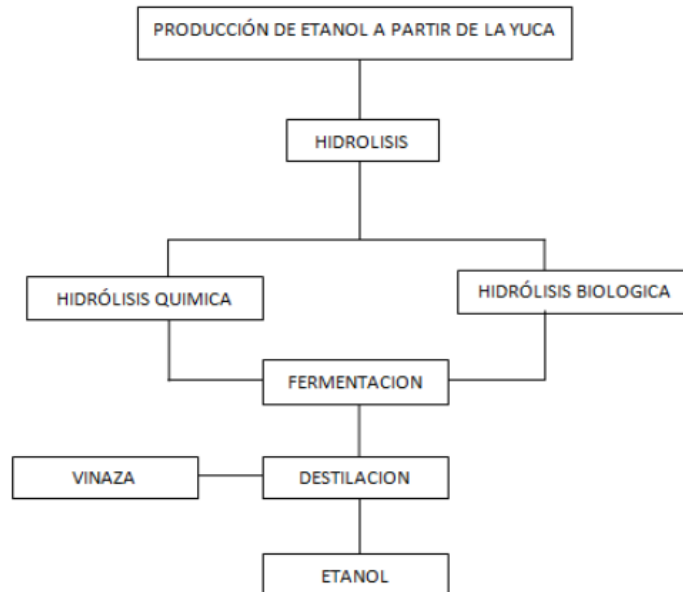 PRODUCCIÓN DE ETANOL A PARTIR DE LA YUCA
HIDROLISIS
HIDRÓLISIS QUIMICA
HIDRÓLISIS BIOLOGICA
FERMENTACION
VINAZA
DESTILACION
ETANOL